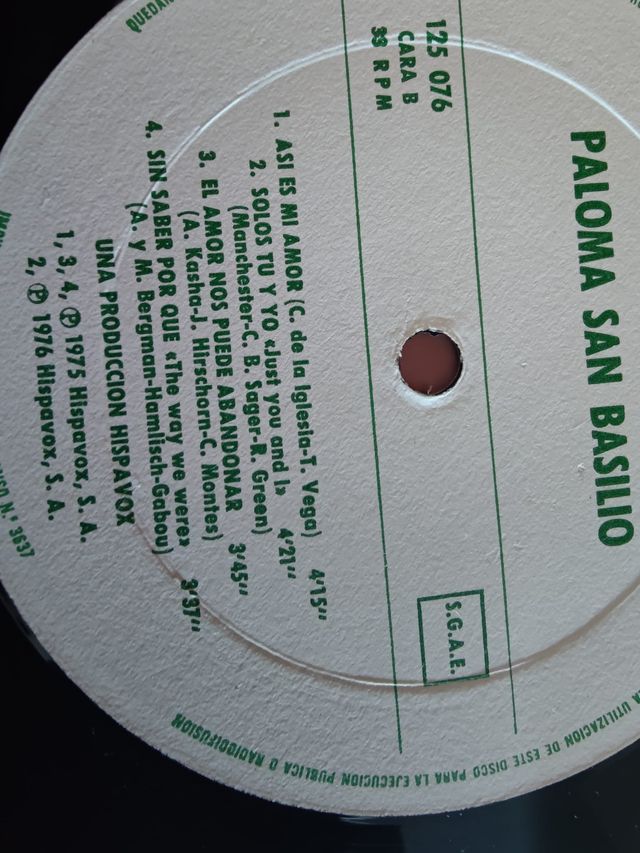 PALOMA SAN BASILIO
125 076
CARA B
33 R P M
S.G.A.E.
1. ASI ES MI AMOR (C. de la Iglesia-T. Vega) 4'15''
2. SOLOS TU Y YO «Just you and I»
(Manchester-C. B. Sager-R. Green) 4'21''
3. EL AMOR NOS PUEDE ABANDONAR
(A. Kasha-J. Hirschorn-C. Montes) 3'45''
4. SIN SABER POR QUE «The way we were»
(A. y M. Bergman-Hamlisch-Gabou) 3'37''
UNA PRODUCCION HISPAVOX
1, 3, 4, Ⓟ 1975 Hispavox, S. A.
2, Ⓟ 1976 Hispavox, S. A.
N.º 3637
UTILIZACION DE ESTE DISCO PARA LA EJECUCION PUBLICA O RADIODIFUSION